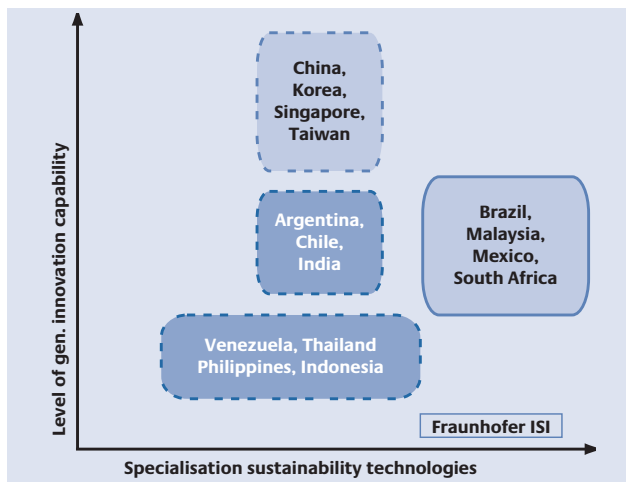 Level of gen. innovation capability
China,
Korea,
Singapore,
Taiwan
Argentina,
Chile,
India
Brazil,
Malaysia,
Mexico,
South Africa
Venezuela, Thailand
Philippines, Indonesia
Fraunhofer ISI
Specialisation sustainability technologies